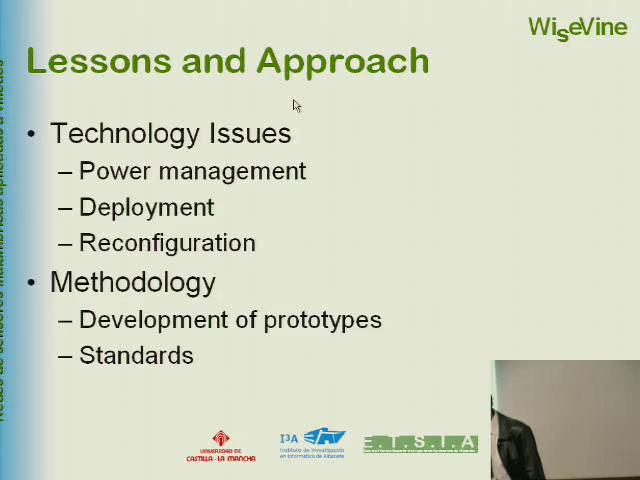 WiseVine
Lessons and Approach
• Technology Issues
– Power management
– Deployment
– Reconfiguration
• Methodology
– Development of prototypes
– Standards
UNIVERSIDAD DE
CASTILLA - LA MANCHA
I3A
Instituto de Investigación
en Informática de Albacete
E.T.S.I.A